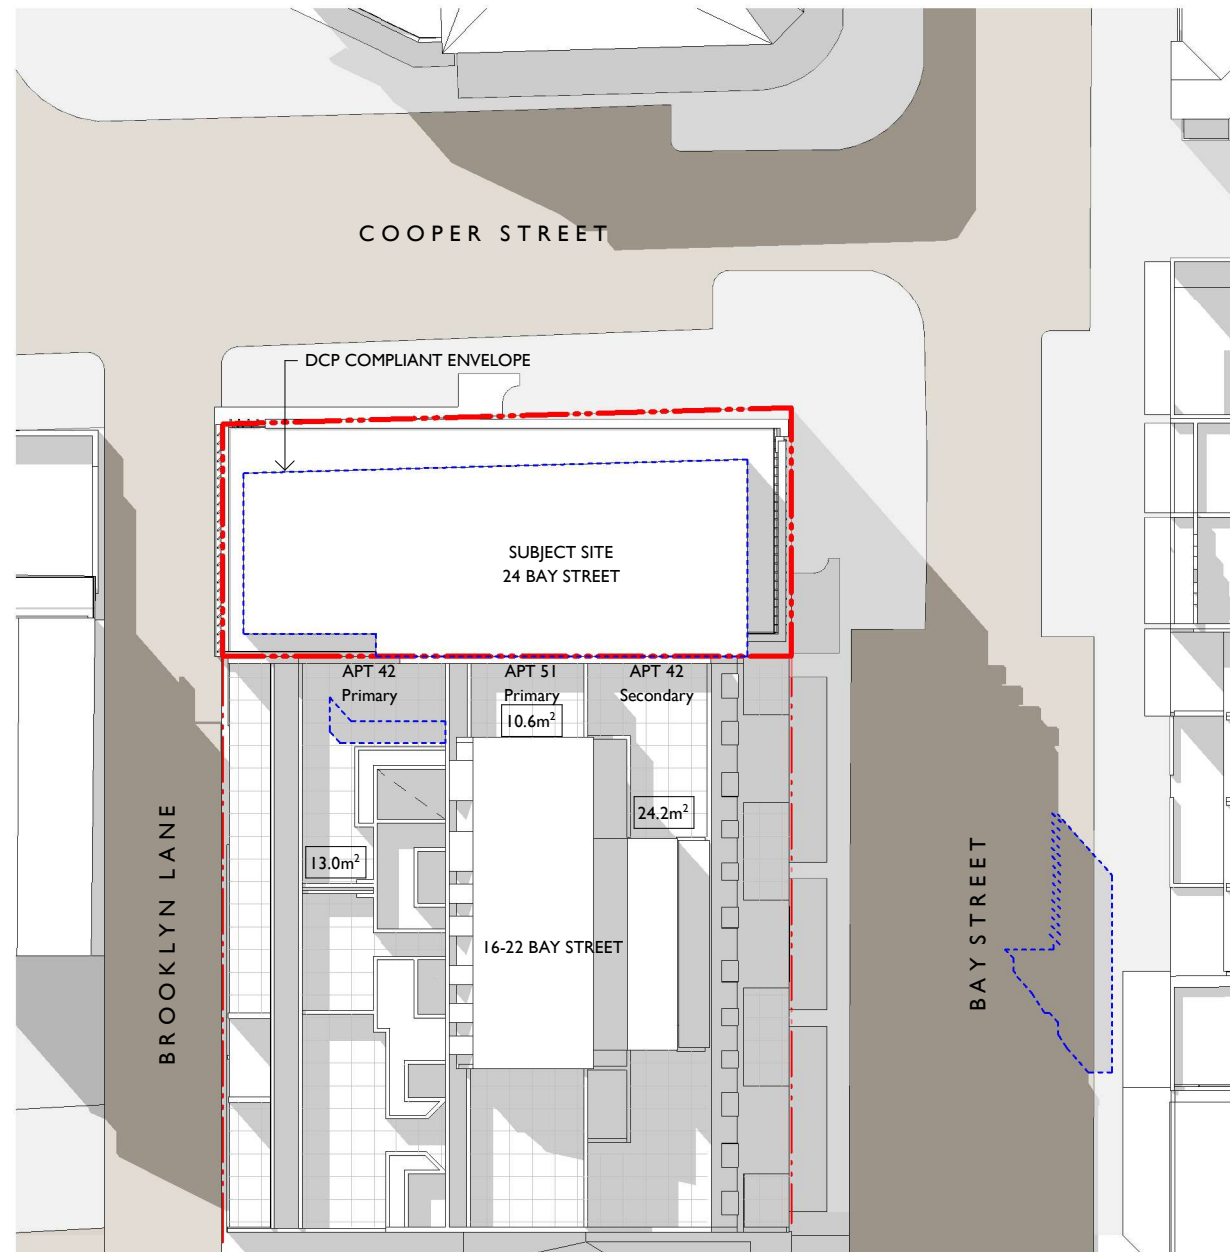 COOPER STREET
DCP COMPLIANT ENVELOPE
SUBJECT SITE
24 BAY STREET
APT 42
Primary
APT 51
Primary
10.6m²
APT 42
Secondary
24.2m²
13.0m²
16-22 BAY STREET
BROOKLYN LANE
BAY STREET